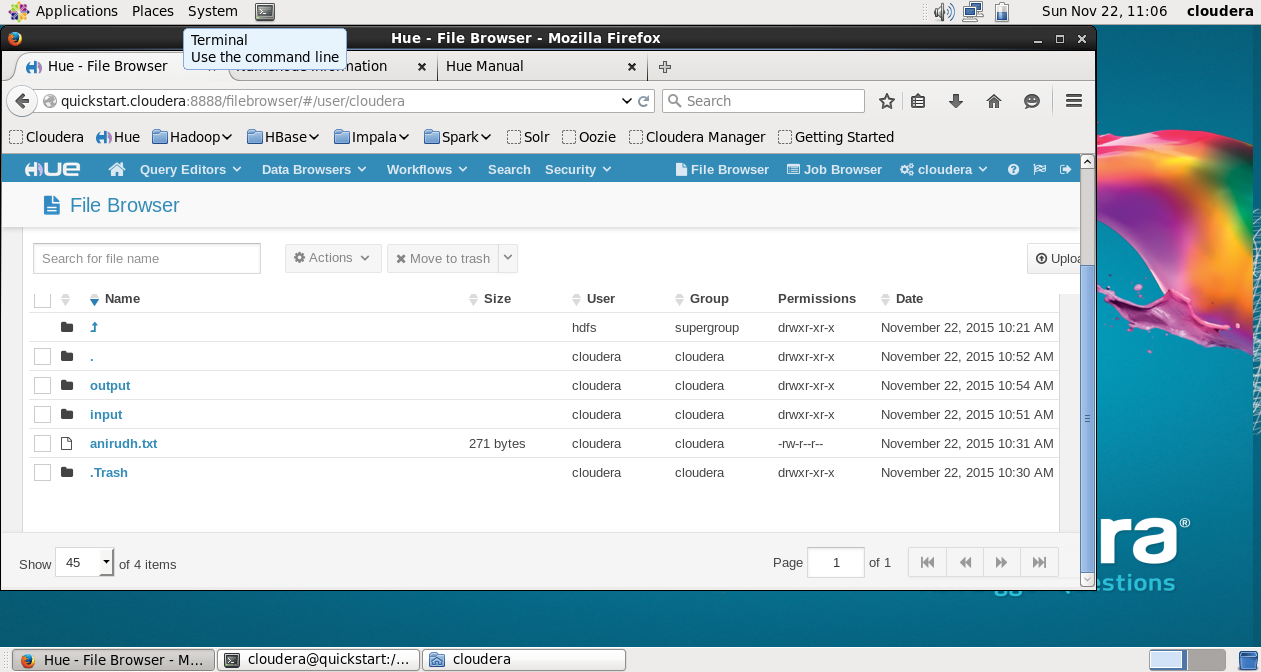 Applications Places System Sun Nov 22, 11:06 cloudera
Terminal
Use the command line
Hue - File Browser - Mozilla Firefox
Hue - File Browser Information Hue Manual
quickstart.cloudera:8888/filebrowser/#/user/cloudera Search
Cloudera Hue Hadoop HBase Impala Spark Solr Oozie Cloudera Manager Getting Started
HUE Query Editors Data Browsers Workflows Search Security File Browser Job Browser cloudera
File Browser
Search for file name Actions Move to trash Uploa
Name Size User Group Permissions Date
hdfs supergroup drwxr-xr-x November 22, 2015 10:21 AM
. cloudera cloudera drwxr-xr-x November 22, 2015 10:52 AM
output cloudera cloudera drwxr-xr-x November 22, 2015 10:54 AM
input cloudera cloudera drwxr-xr-x November 22, 2015 10:51 AM
anirudh.txt 271 bytes cloudera cloudera -rw-r--r-- November 22, 2015 10:31 AM
.Trash cloudera cloudera drwxr-xr-x November 22, 2015 10:30 AM
era®
estions
Show 45 of 4 items Page 1 of 1
Hue - File Browser - M... cloudera@quickstart:/... cloudera